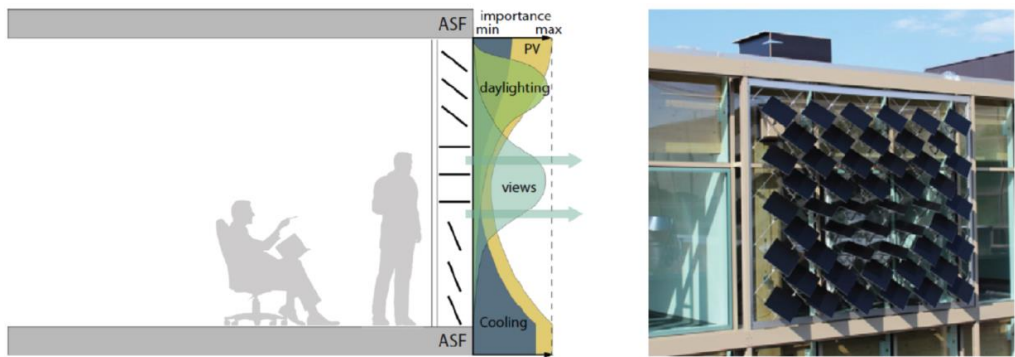 ASF
importance
min max
PV
daylighting
views
Cooling
ASF